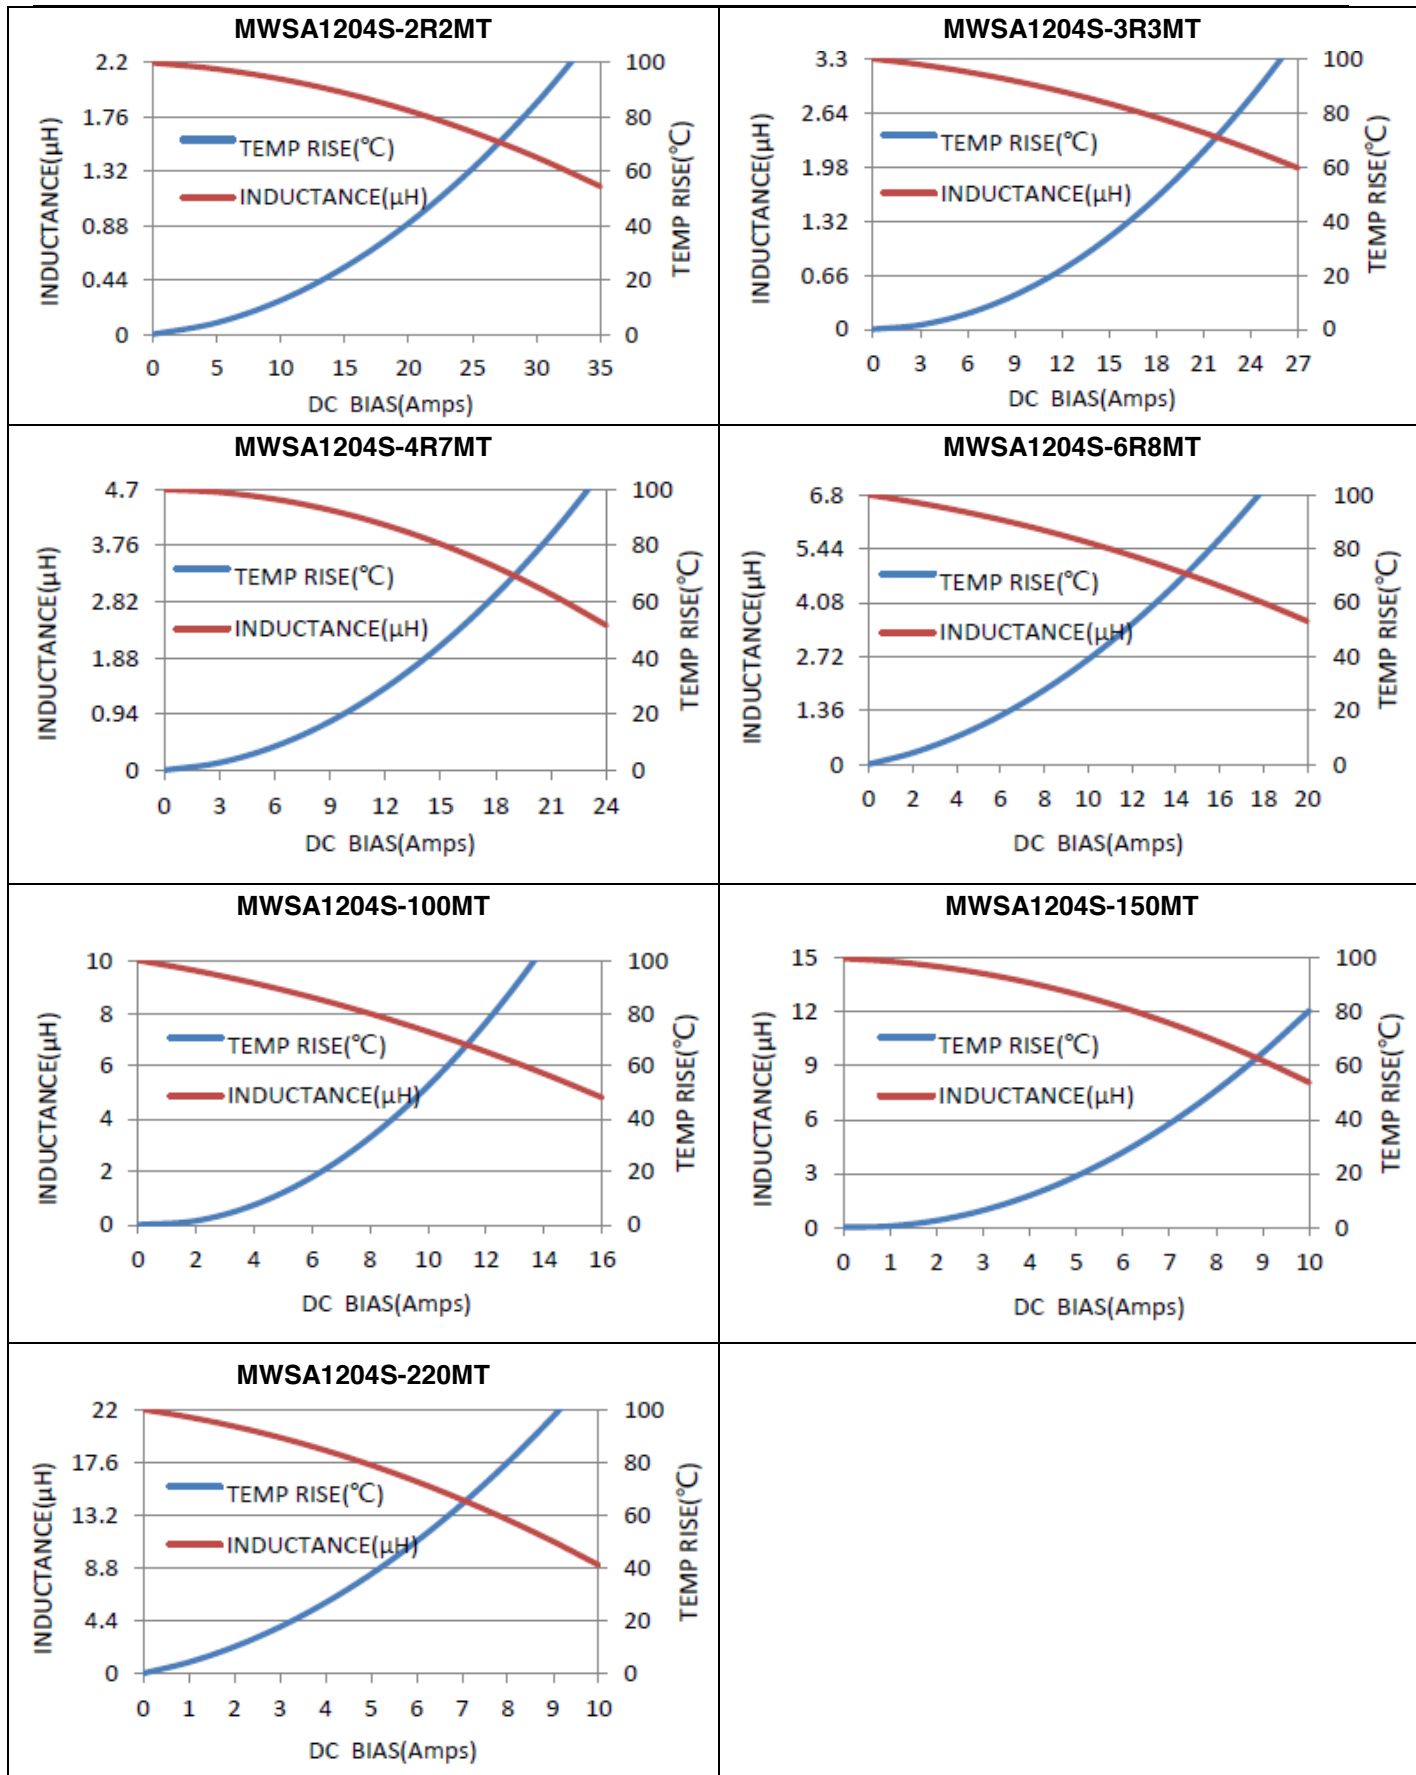 MWSA1204S-2R2MT
INDUCTANCE(µH)
2.2
1.76
1.32
0.88
0.44
0
TEMP RISE(℃)
INDUCTANCE(µH)
100
80
60
40
20
0
TEMP RISE(℃)
0 5 10 15 20 25 30 35
DC BIAS(Amps)
MWSA1204S-3R3MT
INDUCTANCE(µH)
3.3
2.64
1.98
1.32
0.66
0
TEMP RISE(℃)
INDUCTANCE(µH)
100
80
60
40
20
0
TEMP RISE(℃)
0 3 6 9 12 15 18 21 24 27
DC BIAS(Amps)
MWSA1204S-4R7MT
INDUCTANCE(µH)
4.7
3.76
2.82
1.88
0.94
0
TEMP RISE(℃)
INDUCTANCE(µH)
100
80
60
40
20
0
TEMP RISE(℃)
0 3 6 9 12 15 18 21 24
DC BIAS(Amps)
MWSA1204S-6R8MT
INDUCTANCE(µH)
6.8
5.44
4.08
2.72
1.36
0
TEMP RISE(℃)
INDUCTANCE(µH)
100
80
60
40
20
0
TEMP RISE(℃)
0 2 4 6 8 10 12 14 16 18 20
DC BIAS(Amps)
MWSA1204S-100MT
INDUCTANCE(µH)
10
8
6
4
2
0
TEMP RISE(℃)
INDUCTANCE(µH)
100
80
60
40
20
0
TEMP RISE(℃)
0 2 4 6 8 10 12 14 16
DC BIAS(Amps)
MWSA1204S-150MT
INDUCTANCE(µH)
15
12
9
6
3
0
TEMP RISE(℃)
INDUCTANCE(µH)
100
80
60
40
20
0
TEMP RISE(℃)
0 1 2 3 4 5 6 7 8 9 10
DC BIAS(Amps)
MWSA1204S-220MT
INDUCTANCE(µH)
22
17.6
13.2
8.8
4.4
0
TEMP RISE(℃)
INDUCTANCE(µH)
100
80
60
40
20
0
TEMP RISE(℃)
0 1 2 3 4 5 6 7 8 9 10
DC BIAS(Amps)